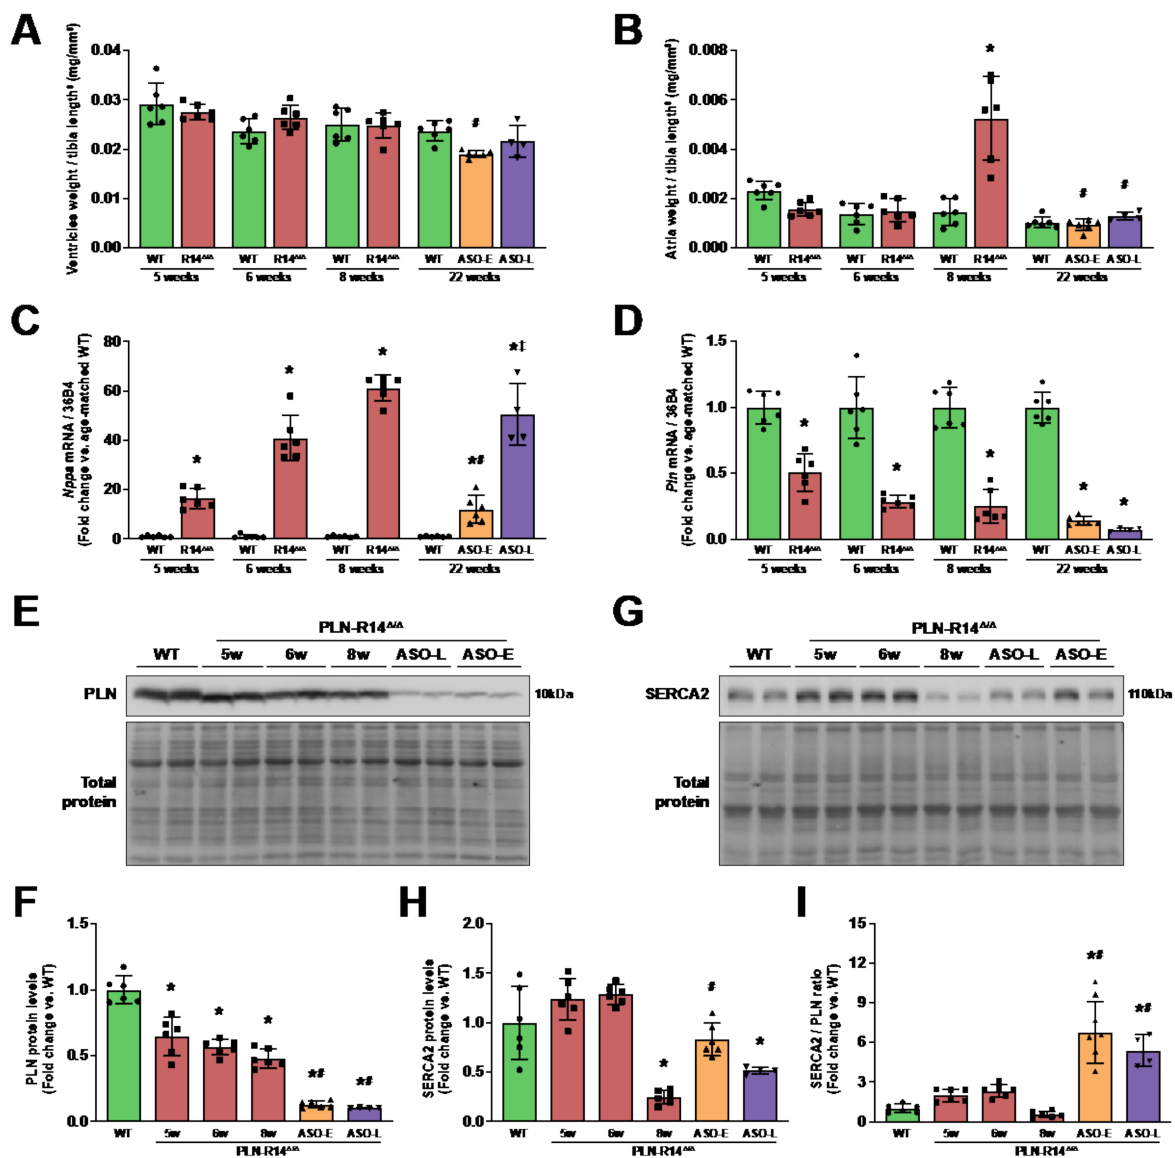 A
Ventricles weight / tibia length³ (mg/mm³)
0.04
0.03
0.02
0.01
0.00
#
WT R14Δ/Δ WT R14Δ/Δ WT R14Δ/Δ WT ASO-E ASO-L
5 weeks 6 weeks 8 weeks 22 weeks
B
Atria weight / tibia length³ (mg/mm³)
0.008
0.006
0.004
0.002
0.000
*
# #
WT R14Δ/Δ WT R14Δ/Δ WT R14Δ/Δ WT ASO-E ASO-L
5 weeks 6 weeks 8 weeks 22 weeks
C
Nppa mRNA / 36B4
(Fold change vs. age-matched WT)
80
60
40
20
0
* * * *# *‡
WT R14Δ/Δ WT R14Δ/Δ WT R14Δ/Δ WT ASO-E ASO-L
5 weeks 6 weeks 8 weeks 22 weeks
D
Pln mRNA / 36B4
(Fold change vs. age-matched WT)
1.5
1.0
0.5
0.0
* * * * *
WT R14Δ/Δ WT R14Δ/Δ WT R14Δ/Δ WT ASO-E ASO-L
5 weeks 6 weeks 8 weeks 22 weeks
E
PLN-R14Δ/Δ
WT 5w 6w 8w ASO-L ASO-E
PLN
10kDa
Total
protein
G
PLN-R14Δ/Δ
WT 5w 6w 8w ASO-L ASO-E
SERCA2
110kDa
Total
protein
F
PLN protein levels
(Fold change vs. WT)
1.5
1.0
0.5
0.0
* * * *# *#
WT 5w 6w 8w ASO-E ASO-L
PLN-R14Δ/Δ
H
SERCA2 protein levels
(Fold change vs. WT)
2.0
1.5
1.0
0.5
0.0
* # *
WT 5w 6w 8w ASO-E ASO-L
PLN-R14Δ/Δ
I
SERCA2 / PLN ratio
(Fold change vs. WT)
15
12
9
6
3
0
*# *#
WT 5w 6w 8w ASO-E ASO-L
PLN-R14Δ/Δ